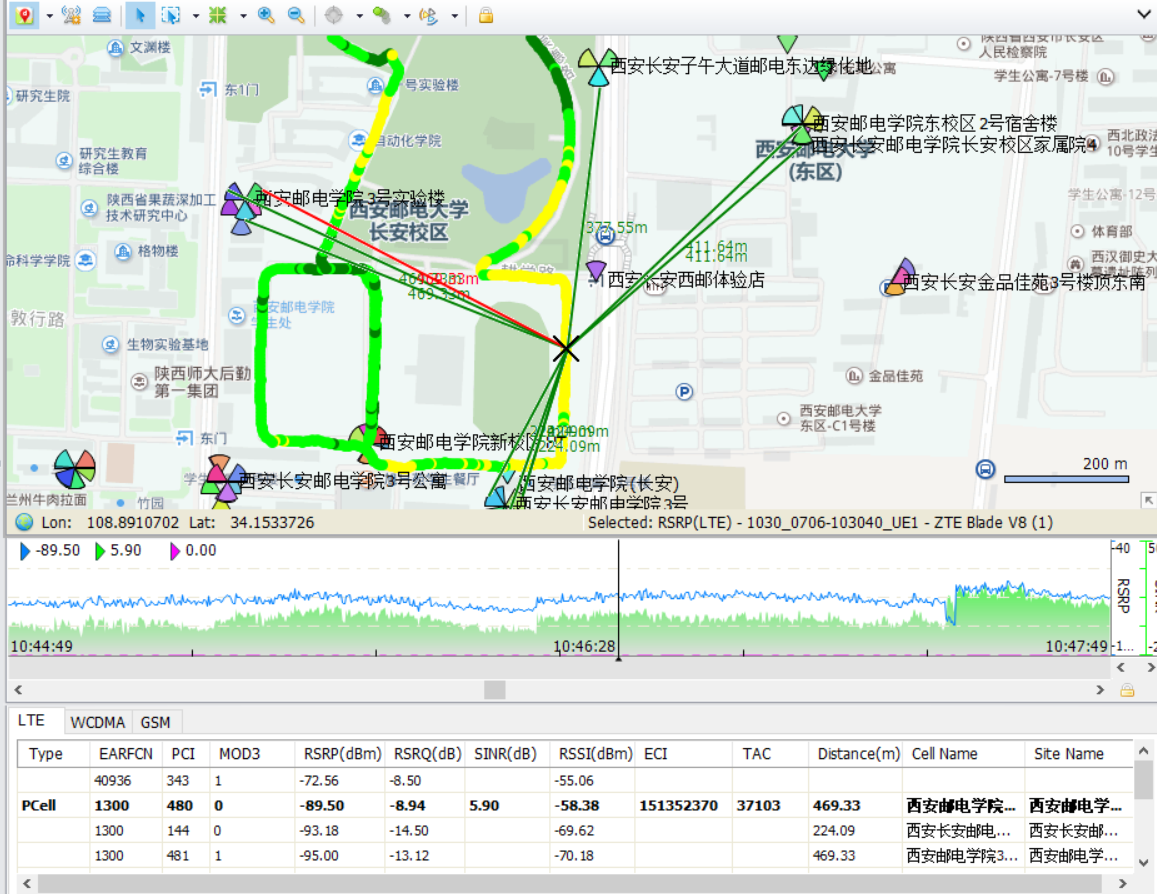 文渊楼
陕西省西安市长安区
人民检察院
西安长安子午大道邮电东边绿化地
学生公寓-7号楼
研究生院
东1门
号实验楼
西安邮电学院东校区2号宿舍楼
西安长安邮电学院长安校区家属院4
西安邮电大学
(东区)
西北政法
10号学生
自动化学院
研究生教育
综合楼
学生公寓-12号
陕西省果蔬深加工
技术研究中心
西安邮电学院3号实验楼
西安邮电大学
长安校区
377.55m
体育部
格物楼
411.64m
411.64m
命科学学院
西汉御史大
墓遗址陈列
469.33m
西安长安西邮体验店
西安长安金品佳苑3号楼顶东南
敦行路
西安邮电学院
学生处
生物实验基地
陕西师大后勤
第一集团
金品佳苑
P
西安邮电大学
东区-C1号楼
东门
西安邮电学院新校区
224.09m
224.09m
200 m
西安长安邮电学院3号公寓
生餐厅
西安邮电学院(长安)
兰州牛肉拉面
竹园
西安长安邮电学院3号
Lon: 108.8910702 Lat: 34.1533726
Selected: RSRP(LTE) - 1030_0706-103040_UE1 - ZTE Blade V8 (1)
-89.50 5.90 0.00
-40
RSRP
-1...
10:44:49 10:46:28 10:47:49
LTE WCDMA GSM
Type EARFCN PCI MOD3 RSRP(dBm) RSRQ(dB) SINR(dB) RSSI(dBm) ECI TAC Distance(m) Cell Name Site Name
40936 343 1 -72.56 -8.50 -55.06
PCell 1300 480 0 -89.50 -8.94 5.90 -58.38 151352370 37103 469.33 西安邮电学院... 西安邮电学...
1300 144 0 -93.18 -14.50 -69.62 224.09 西安长安邮电... 西安长安邮...
1300 481 1 -95.00 -13.12 -70.18 469.33 西安邮电学院3... 西安邮电学...